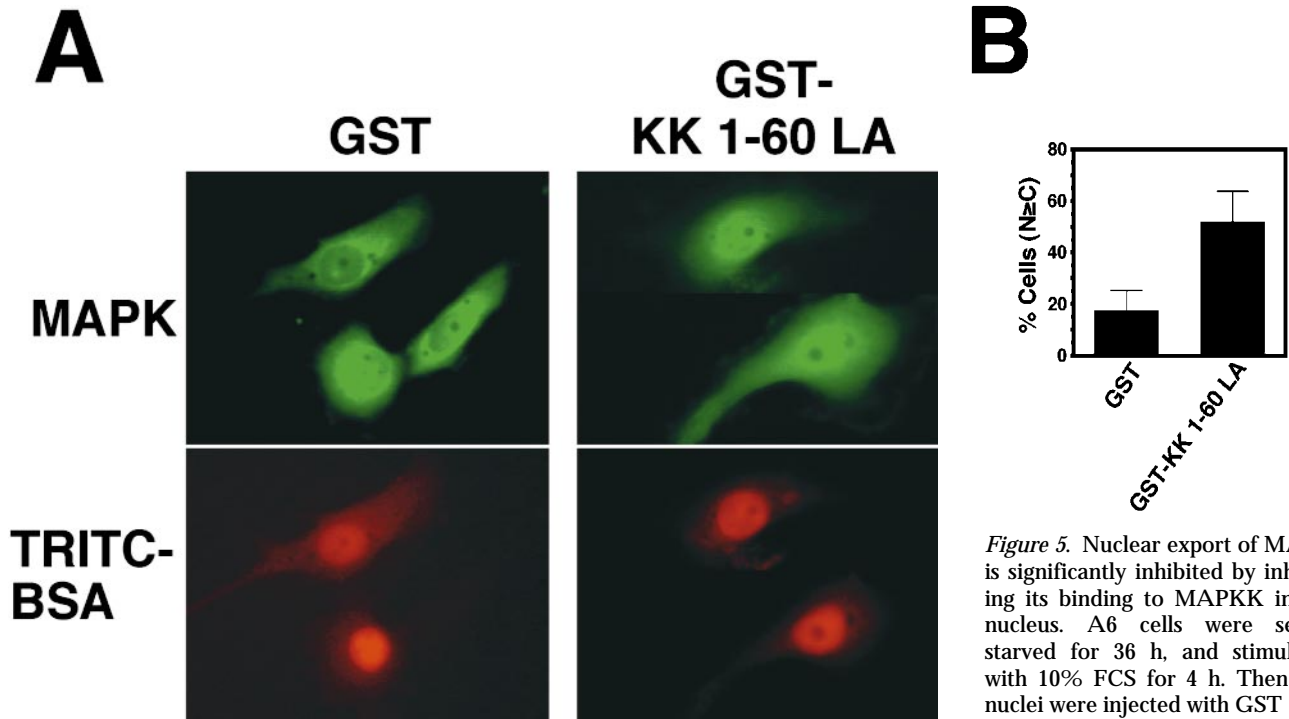 A
B
GST
GST-
KK 1-60 LA
MAPK
TRITC-
BSA
% Cells (N≥C)
80
60
40
20
0
GST
GST-KK 1-60 LA
Figure 5. Nuclear export of MA
is significantly inhibited by inh
ing its binding to MAPKK in
nucleus. A6 cells were se
starved for 36 h, and stimul
with 10% FCS for 4 h. Then
nuclei were injected with GST